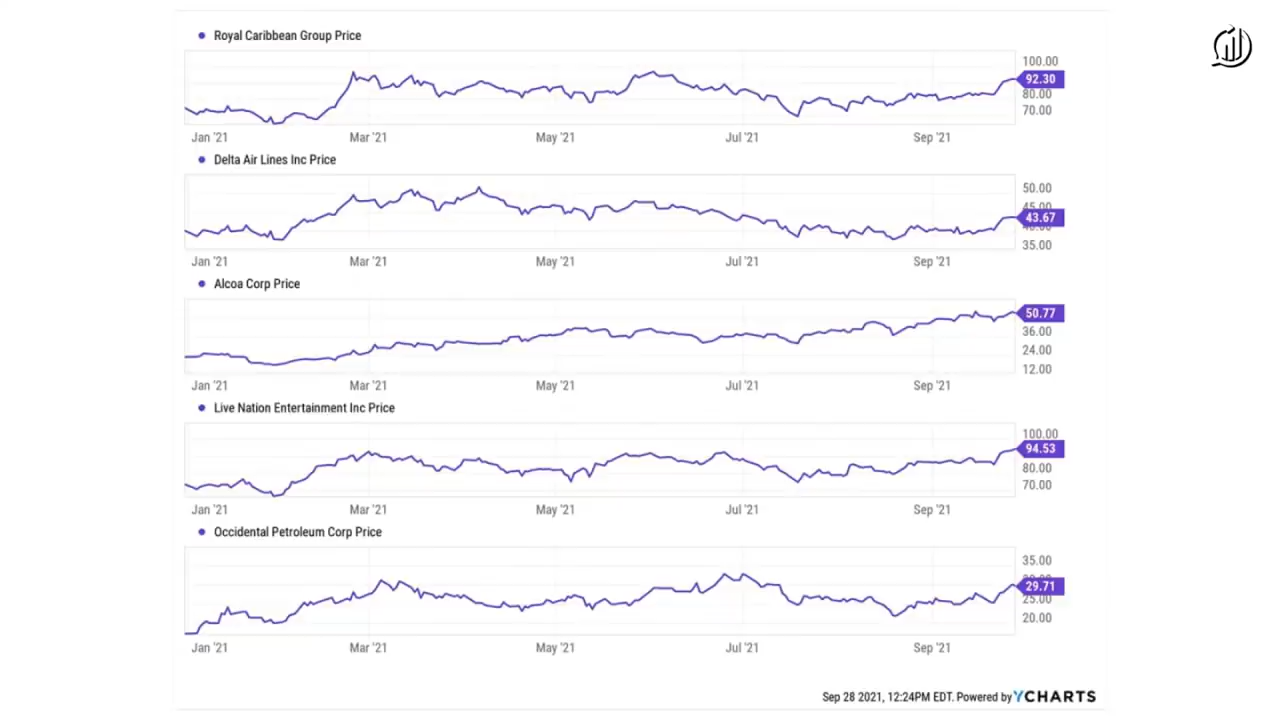 Royal Caribbean Group Price
100.00
92.30
80.00
70.00
Jan '21 Mar '21 May '21 Jul '21 Sep '21
Delta Air Lines Inc Price
50.00
45.00
43.67
35.00
Jan '21 Mar '21 May '21 Jul '21 Sep '21
Alcoa Corp Price
50.77
36.00
24.00
12.00
Jan '21 Mar '21 May '21 Jul '21 Sep '21
Live Nation Entertainment Inc Price
100.00
94.53
80.00
70.00
Jan '21 Mar '21 May '21 Jul '21 Sep '21
Occidental Petroleum Corp Price
35.00
29.71
25.00
20.00
Jan '21 Mar '21 May '21 Jul '21 Sep '21
Sep 28 2021, 12:24PM EDT. Powered by YCHARTS